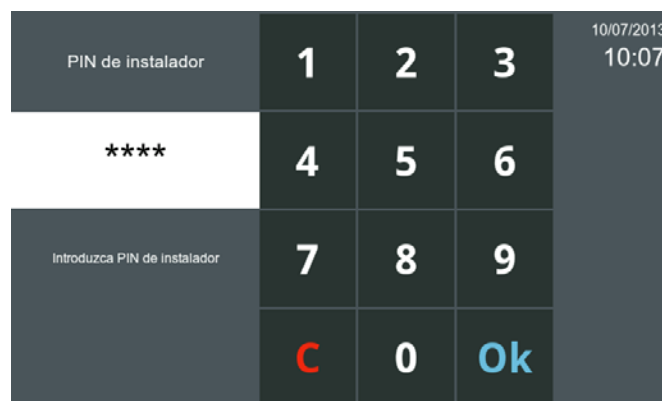 PIN de instalador
1 2 3
10/07/2013
10:07
****
4 5 6
Introduzca PIN de instalador
7 8 9
C 0 Ok